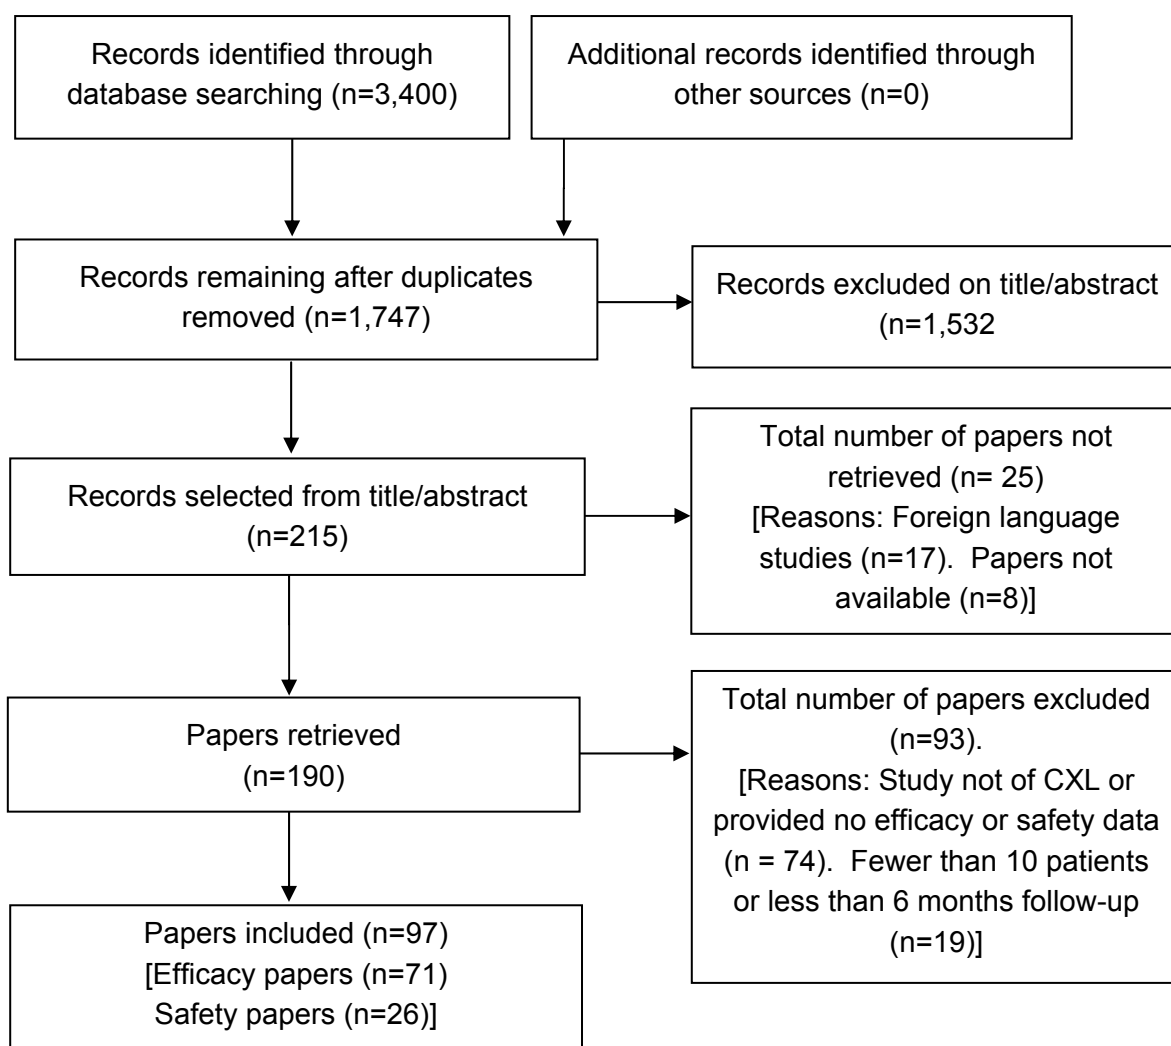 Records identified through
database searching (n=3,400)
Additional records identified through
other sources (n=0)
Records remaining after duplicates
removed (n=1,747)
Records excluded on title/abstract
(n=1,532
Records selected from title/abstract
(n=215)
Total number of papers not
retrieved (n= 25)
[Reasons: Foreign language
studies (n=17).  Papers not
available (n=8)]
Papers retrieved
(n=190)
Total number of papers excluded
(n=93).
[Reasons: Study not of CXL or
provided no efficacy or safety data
(n = 74).  Fewer than 10 patients
or less than 6 months follow-up
(n=19)]
Papers included (n=97)
[Efficacy papers (n=71)
Safety papers (n=26)]